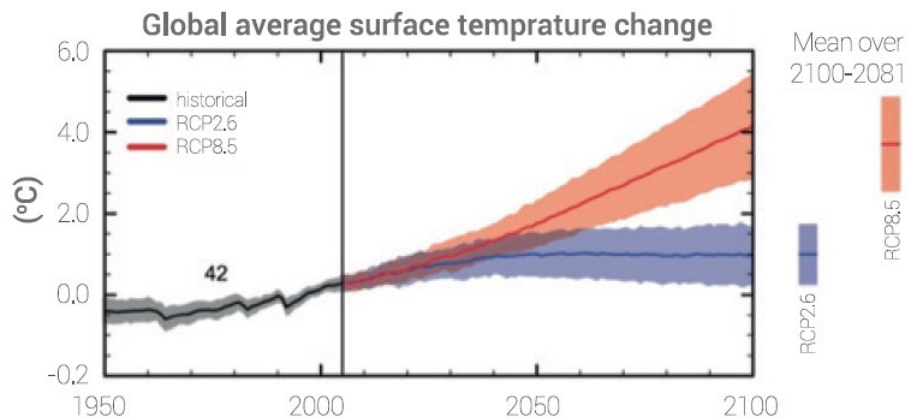 Global average surface temprature change
6.0
4.0
2.0
0.0
-0.2
(°C)
historical
RCP2.6
RCP8.5
42
1950
2000
2050
2100
Mean over
2100-2081
RCP2.6
RCP8.5